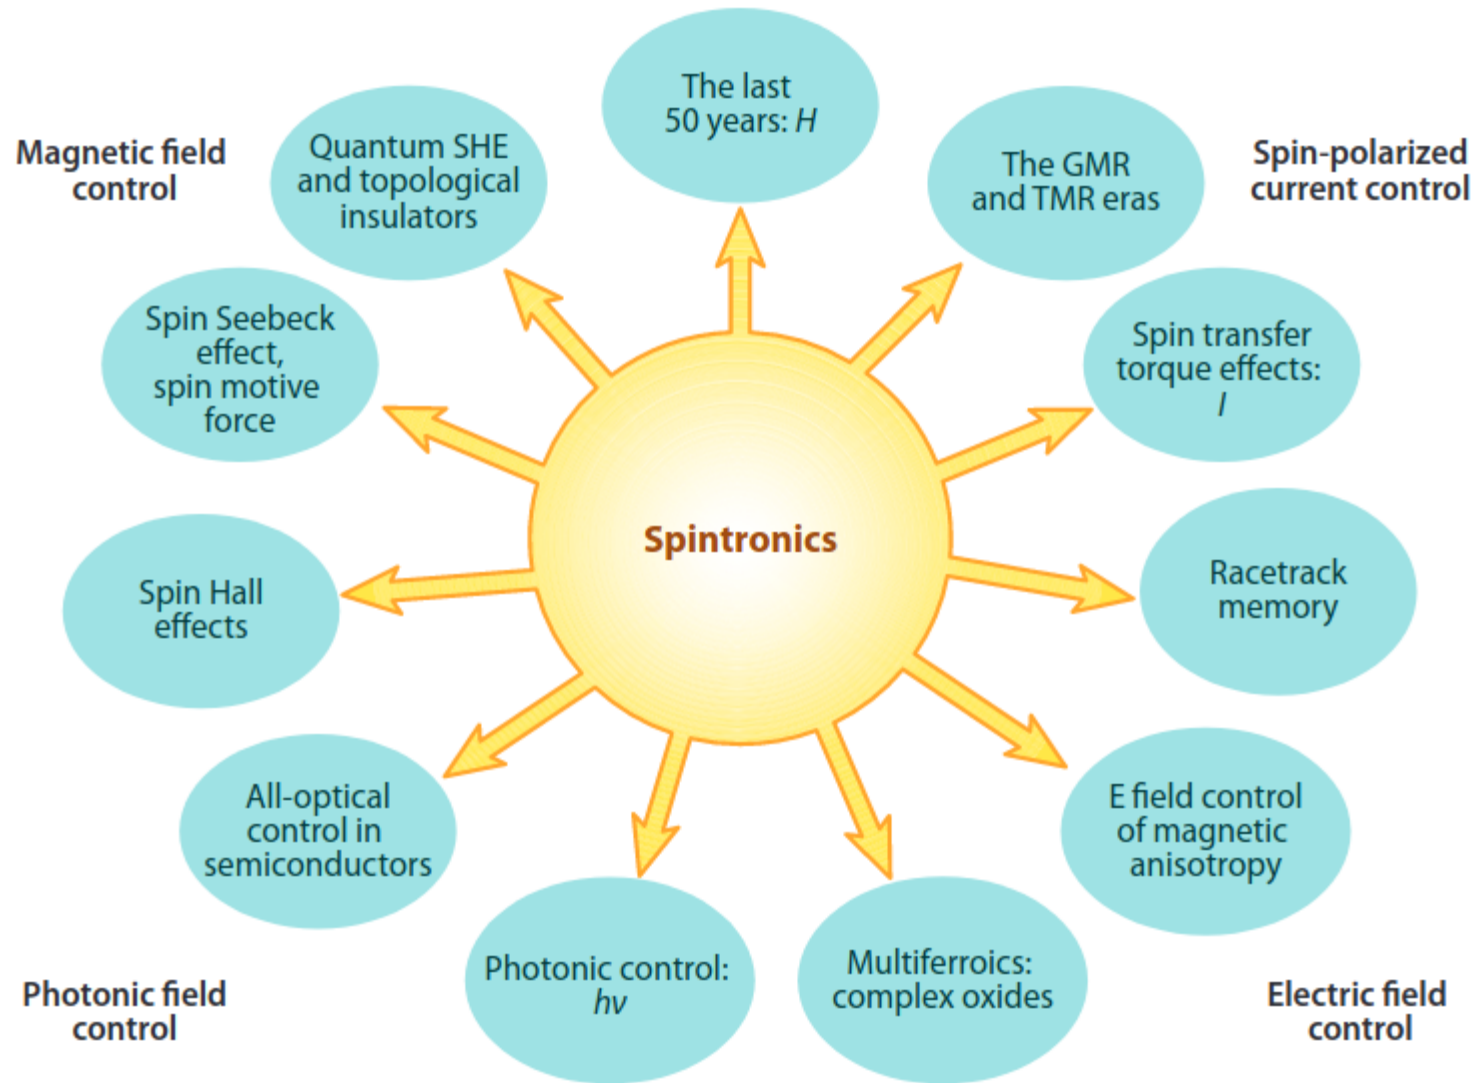 The last
50 years: H
Magnetic field
control
Quantum SHE
and topological
insulators
The GMR
and TMR eras
Spin-polarized
current control
Spin Seebeck
effect,
spin motive
force
Spin transfer
torque effects:
I
Spintronics
Spin Hall
effects
Racetrack
memory
All-optical
control in
semiconductors
E field control
of magnetic
anisotropy
Photonic control:
hν
Multiferroics:
complex oxides
Photonic field
control
Electric field
control